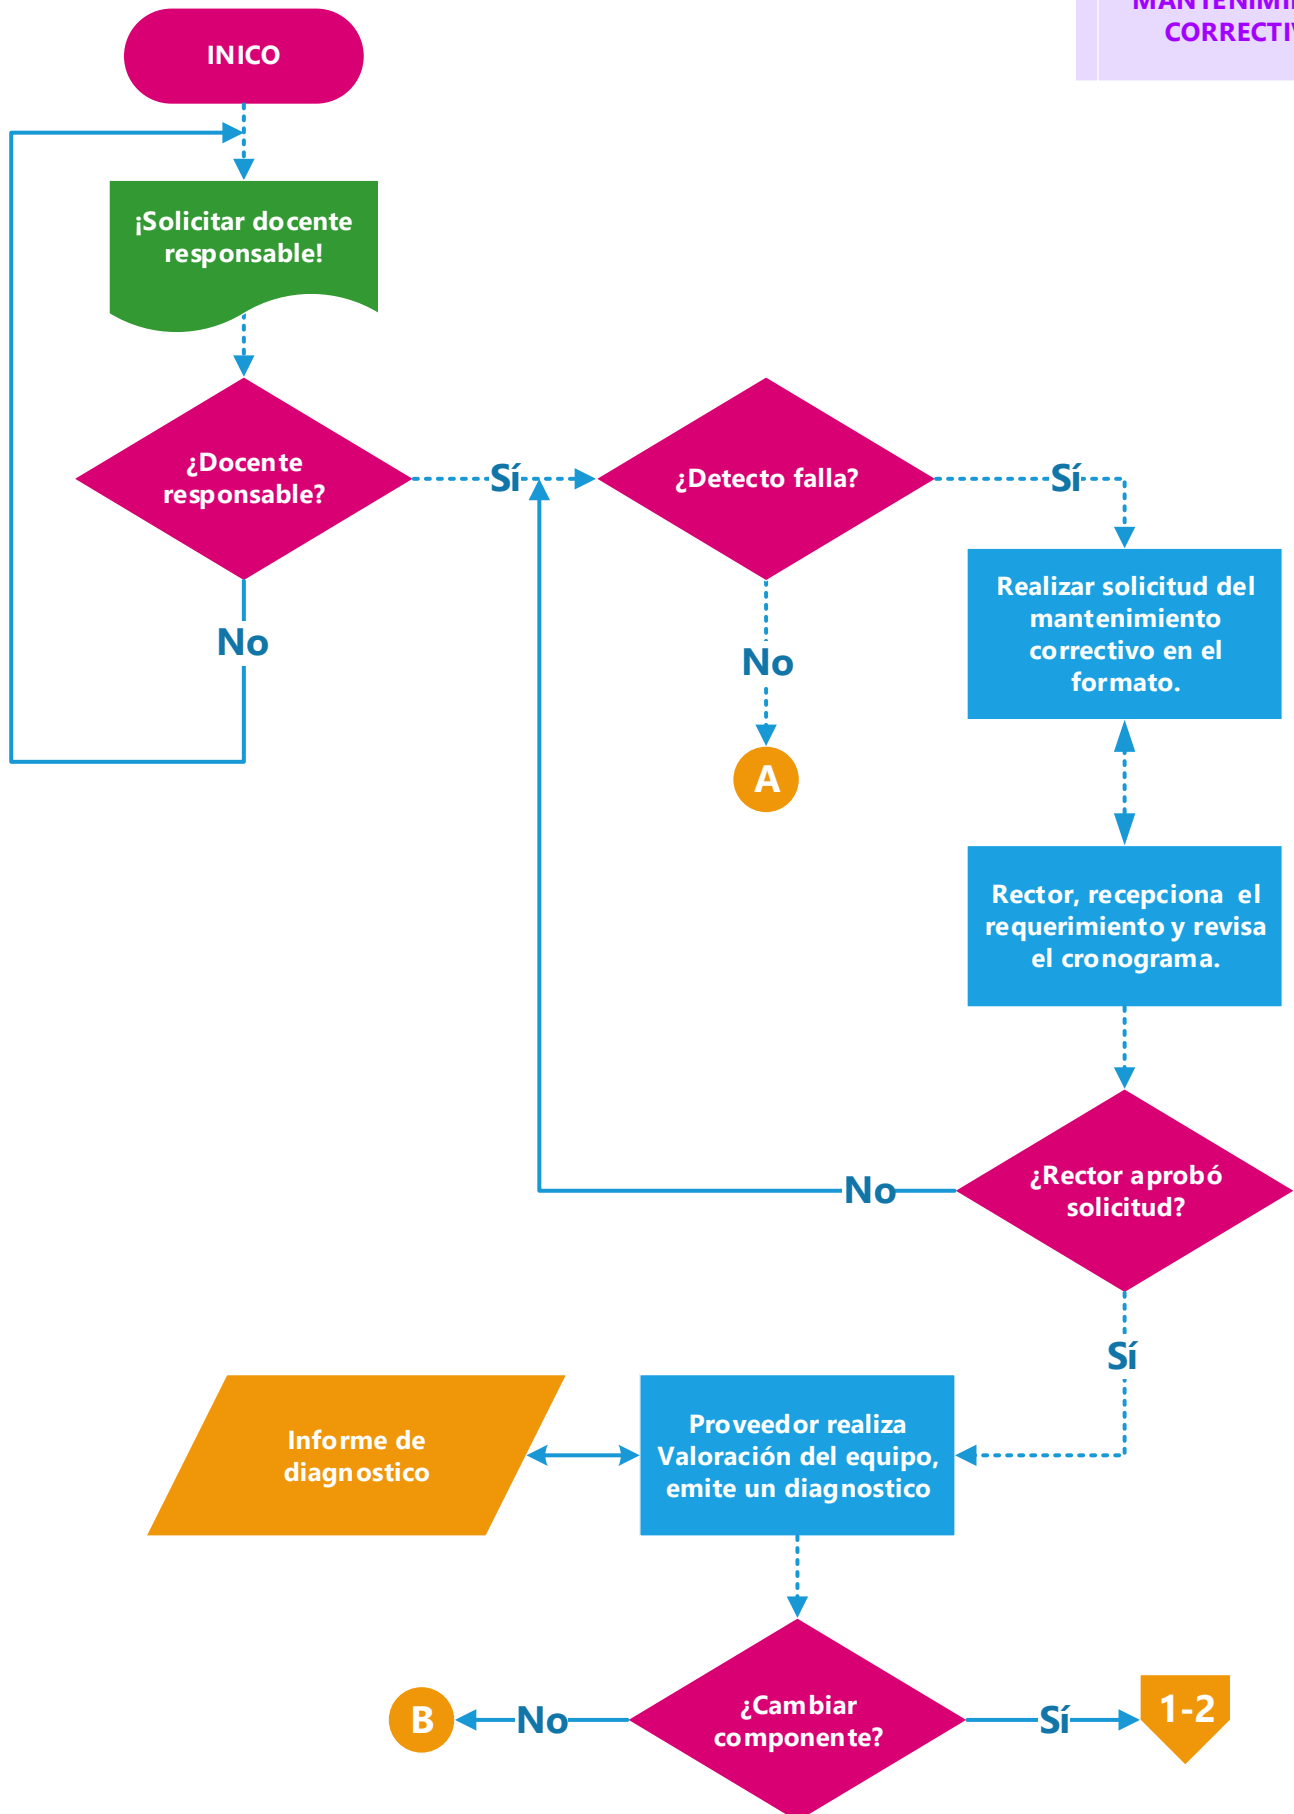 CORRECTIV
INICO
¡Solicitar docente
responsable!
¿Docente
responsable?
Sí
¿Detecto falla?
Sí
No
No
Realizar solicitud del
mantenimiento
correctivo en el
formato.
A
Rector, recepciona el
requerimiento y revisa
el cronograma.
¿Rector aprobó
solicitud?
No
Sí
Informe de
diagnostico
Proveedor realiza
Valoración del equipo,
emite un diagnostico
¿Cambiar
componente?
No
B
Sí
1-2